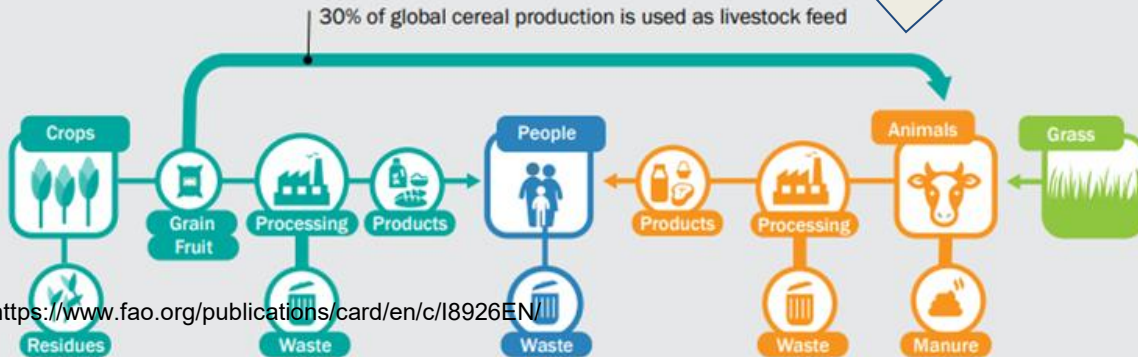 30% of global cereal production is used as livestock feed
Crops
People
Animals
Grass
Grain
Fruit
Processing
Products
Products
Processing
https://www.fao.org/publications/card/en/c/I8926EN/
Residues
Waste
Waste
Waste
Manure